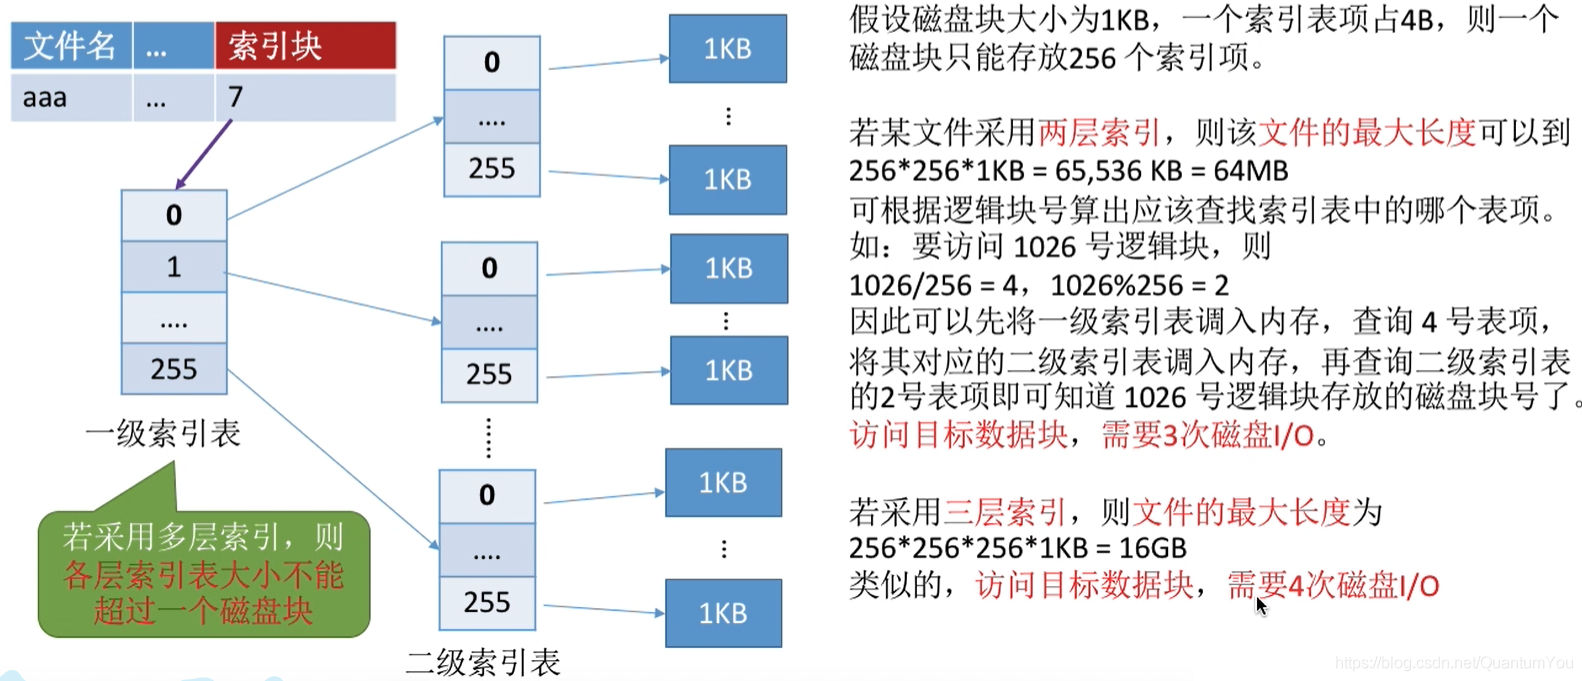 文件名 ... 索引块
aaa ... 7
0
1
....
255
一级索引表
若采用多层索引，则
各层索引表大小不能
超过一个磁盘块
0
....
255
0
....
255
0
....
255
二级索引表
1KB
1KB
1KB
1KB
1KB
1KB
假设磁盘块大小为1KB，一个索引表项占4B，则一个
磁盘块只能存放256 个索引项。
若某文件采用两层索引，则该文件的最大长度可以到
256*256*1KB = 65,536 KB = 64MB
可根据逻辑块号算出应该查找索引表中的哪个表项。
如：要访问 1026 号逻辑块，则
1026/256 = 4，1026%256 = 2
因此可以先将一级索引表调入内存，查询 4 号表项，
将其对应的二级索引表调入内存，再查询二级索引表
的2号表项即可知道 1026 号逻辑块存放的磁盘块号了。
访问目标数据块，需要3次磁盘I/O。
若采用三层索引，则文件的最大长度为
256*256*256*1KB = 16GB
类似的，访问目标数据块，需要4次磁盘I/O
https://blog.csdn.net/QuantumYou